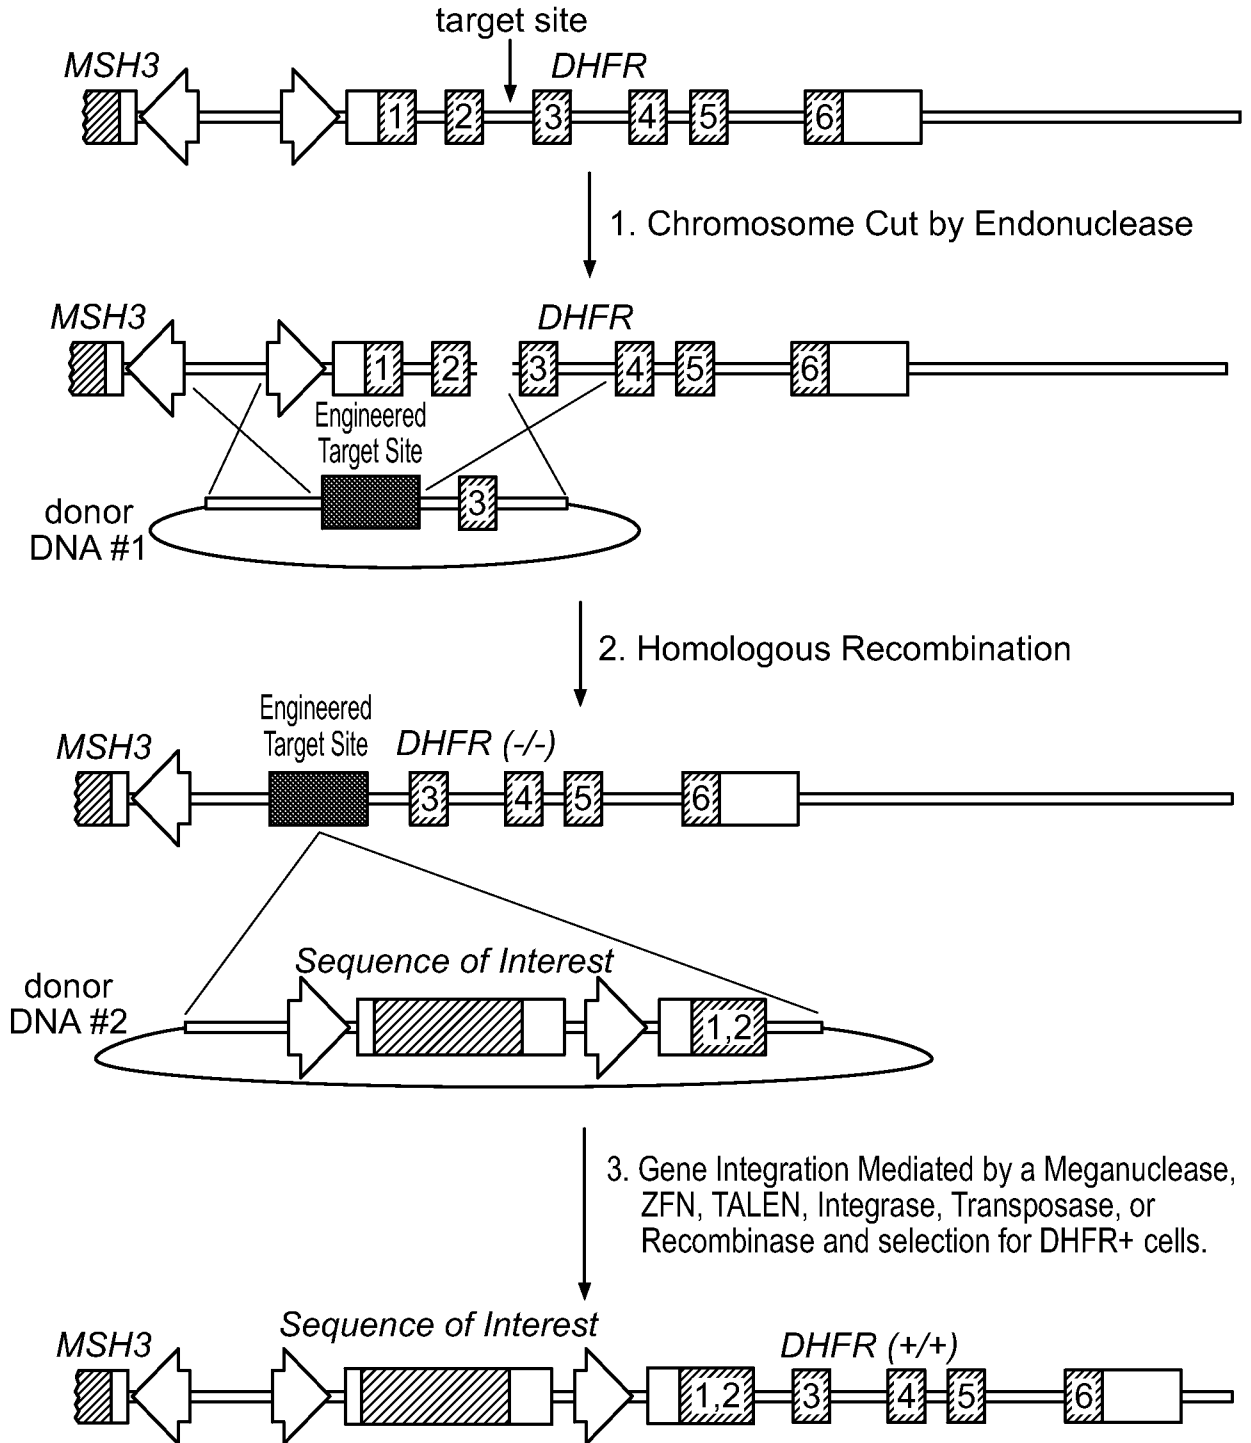 target site
MSH3
DHFR
1 2 3 4 5 6
1. Chromosome Cut by Endonuclease
MSH3
DHFR
1 2 3 4 5 6
Engineered
Target Site
3
donor
DNA #1
2. Homologous Recombination
Engineered
Target Site
MSH3
DHFR (-/-)
3 4 5 6
Sequence of Interest
donor
DNA #2
1,2
3. Gene Integration Mediated by a Meganuclease,
ZFN, TALEN, Integrase, Transposase, or
Recombinase and selection for DHFR+ cells.
Sequence of Interest
MSH3
DHFR (+/+)
1,2 3 4 5 6